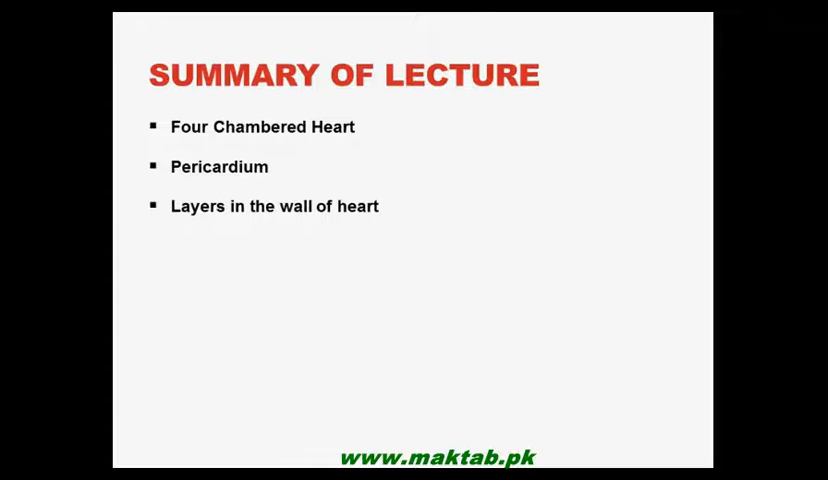 SUMMARY OF LECTURE
▪ Four Chambered Heart
▪ Pericardium
▪ Layers in the wall of heart
www.maktab.pk